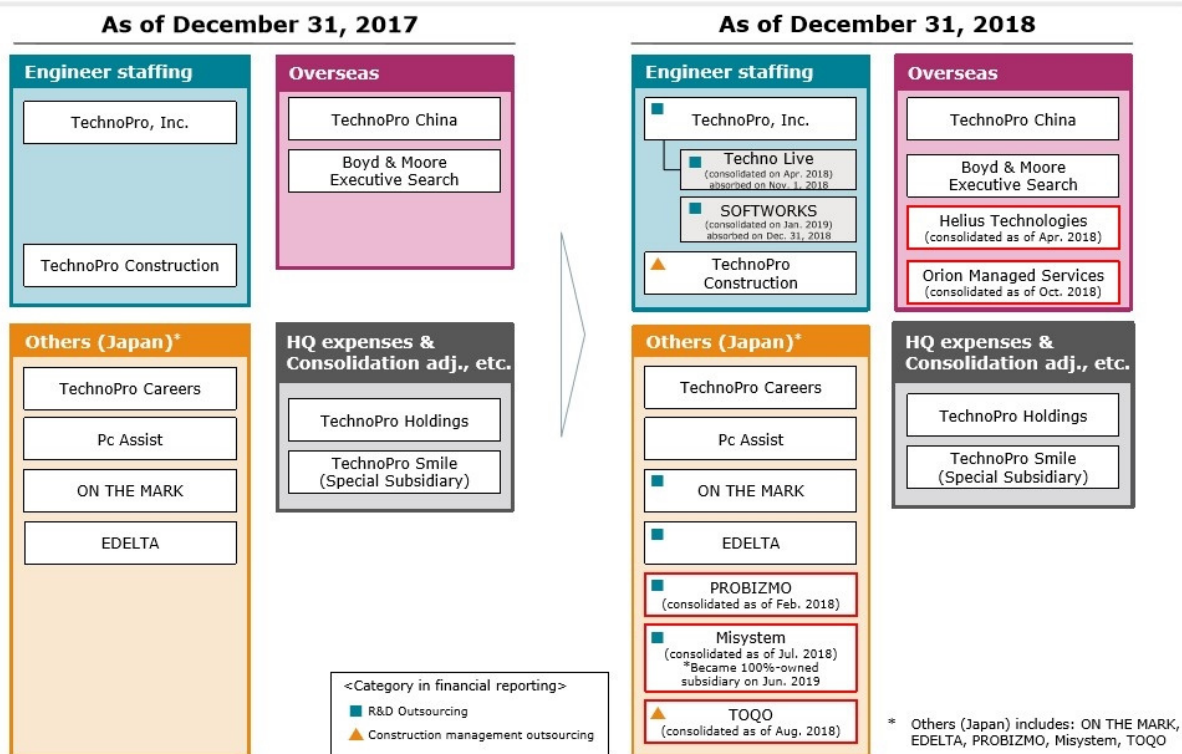 As of December 31, 2017
Engineer staffing
TechnoPro, Inc.
TechnoPro Construction
Overseas
TechnoPro China
Boyd & Moore
Executive Search
Others (Japan)*
TechnoPro Careers
Pc Assist
ON THE MARK
EDELTA
HQ expenses &
Consolidation adj., etc.
TechnoPro Holdings
TechnoPro Smile
(Special Subsidiary)
<Category in financial reporting>
R&D Outsourcing
Construction management outsourcing
As of December 31, 2018
Engineer staffing
TechnoPro, Inc.
Techno Live
(consolidated on Apr. 2018)
absorbed on Nov. 1, 2018
SOFTWORKS
(consolidated on Jan. 2019)
absorbed on Dec. 31, 2018
TechnoPro
Construction
Overseas
TechnoPro China
Boyd & Moore
Executive Search
Helius Technologies
(consolidated as of Apr. 2018)
Orion Managed Services
(consolidated as of Oct. 2018)
Others (Japan)*
TechnoPro Careers
Pc Assist
ON THE MARK
EDELTA
PROBIZMO
(consolidated as of Feb. 2018)
Misystem
(consolidated as of Jul. 2018)
*Became 100%-owned
subsidiary on Jun. 2019
TOQO
(consolidated as of Aug. 2018)
HQ expenses &
Consolidation adj., etc.
TechnoPro Holdings
TechnoPro Smile
(Special Subsidiary)
* Others (Japan) includes: ON THE MARK,
EDELTA, PROBIZMO, Misystem, TOQO